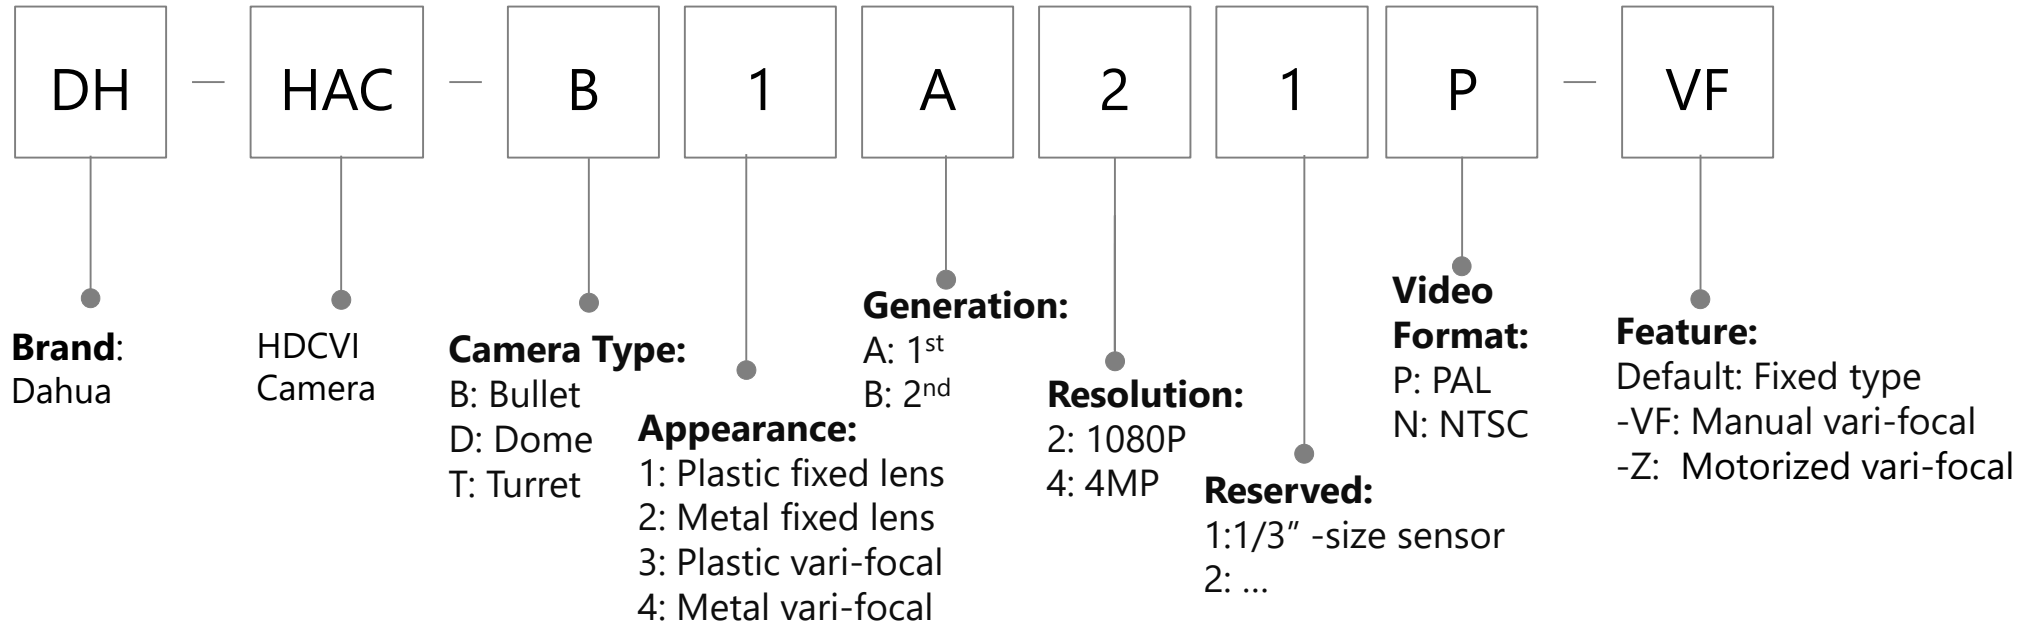 DH — HAC — B 1 A 2 1 P — VF
Brand:
Dahua
HDCVI
Camera
Camera Type:
B: Bullet
D: Dome
T: Turret
Appearance:
1: Plastic fixed lens
2: Metal fixed lens
3: Plastic vari-focal
4: Metal vari-focal
Generation:
A: 1st
B: 2nd
Resolution:
2: 1080P
4: 4MP
Reserved:
1:1/3″ -size sensor
2: ...
Video
Format:
P: PAL
N: NTSC
Feature:
Default: Fixed type
-VF: Manual vari-focal
-Z: Motorized vari-focal